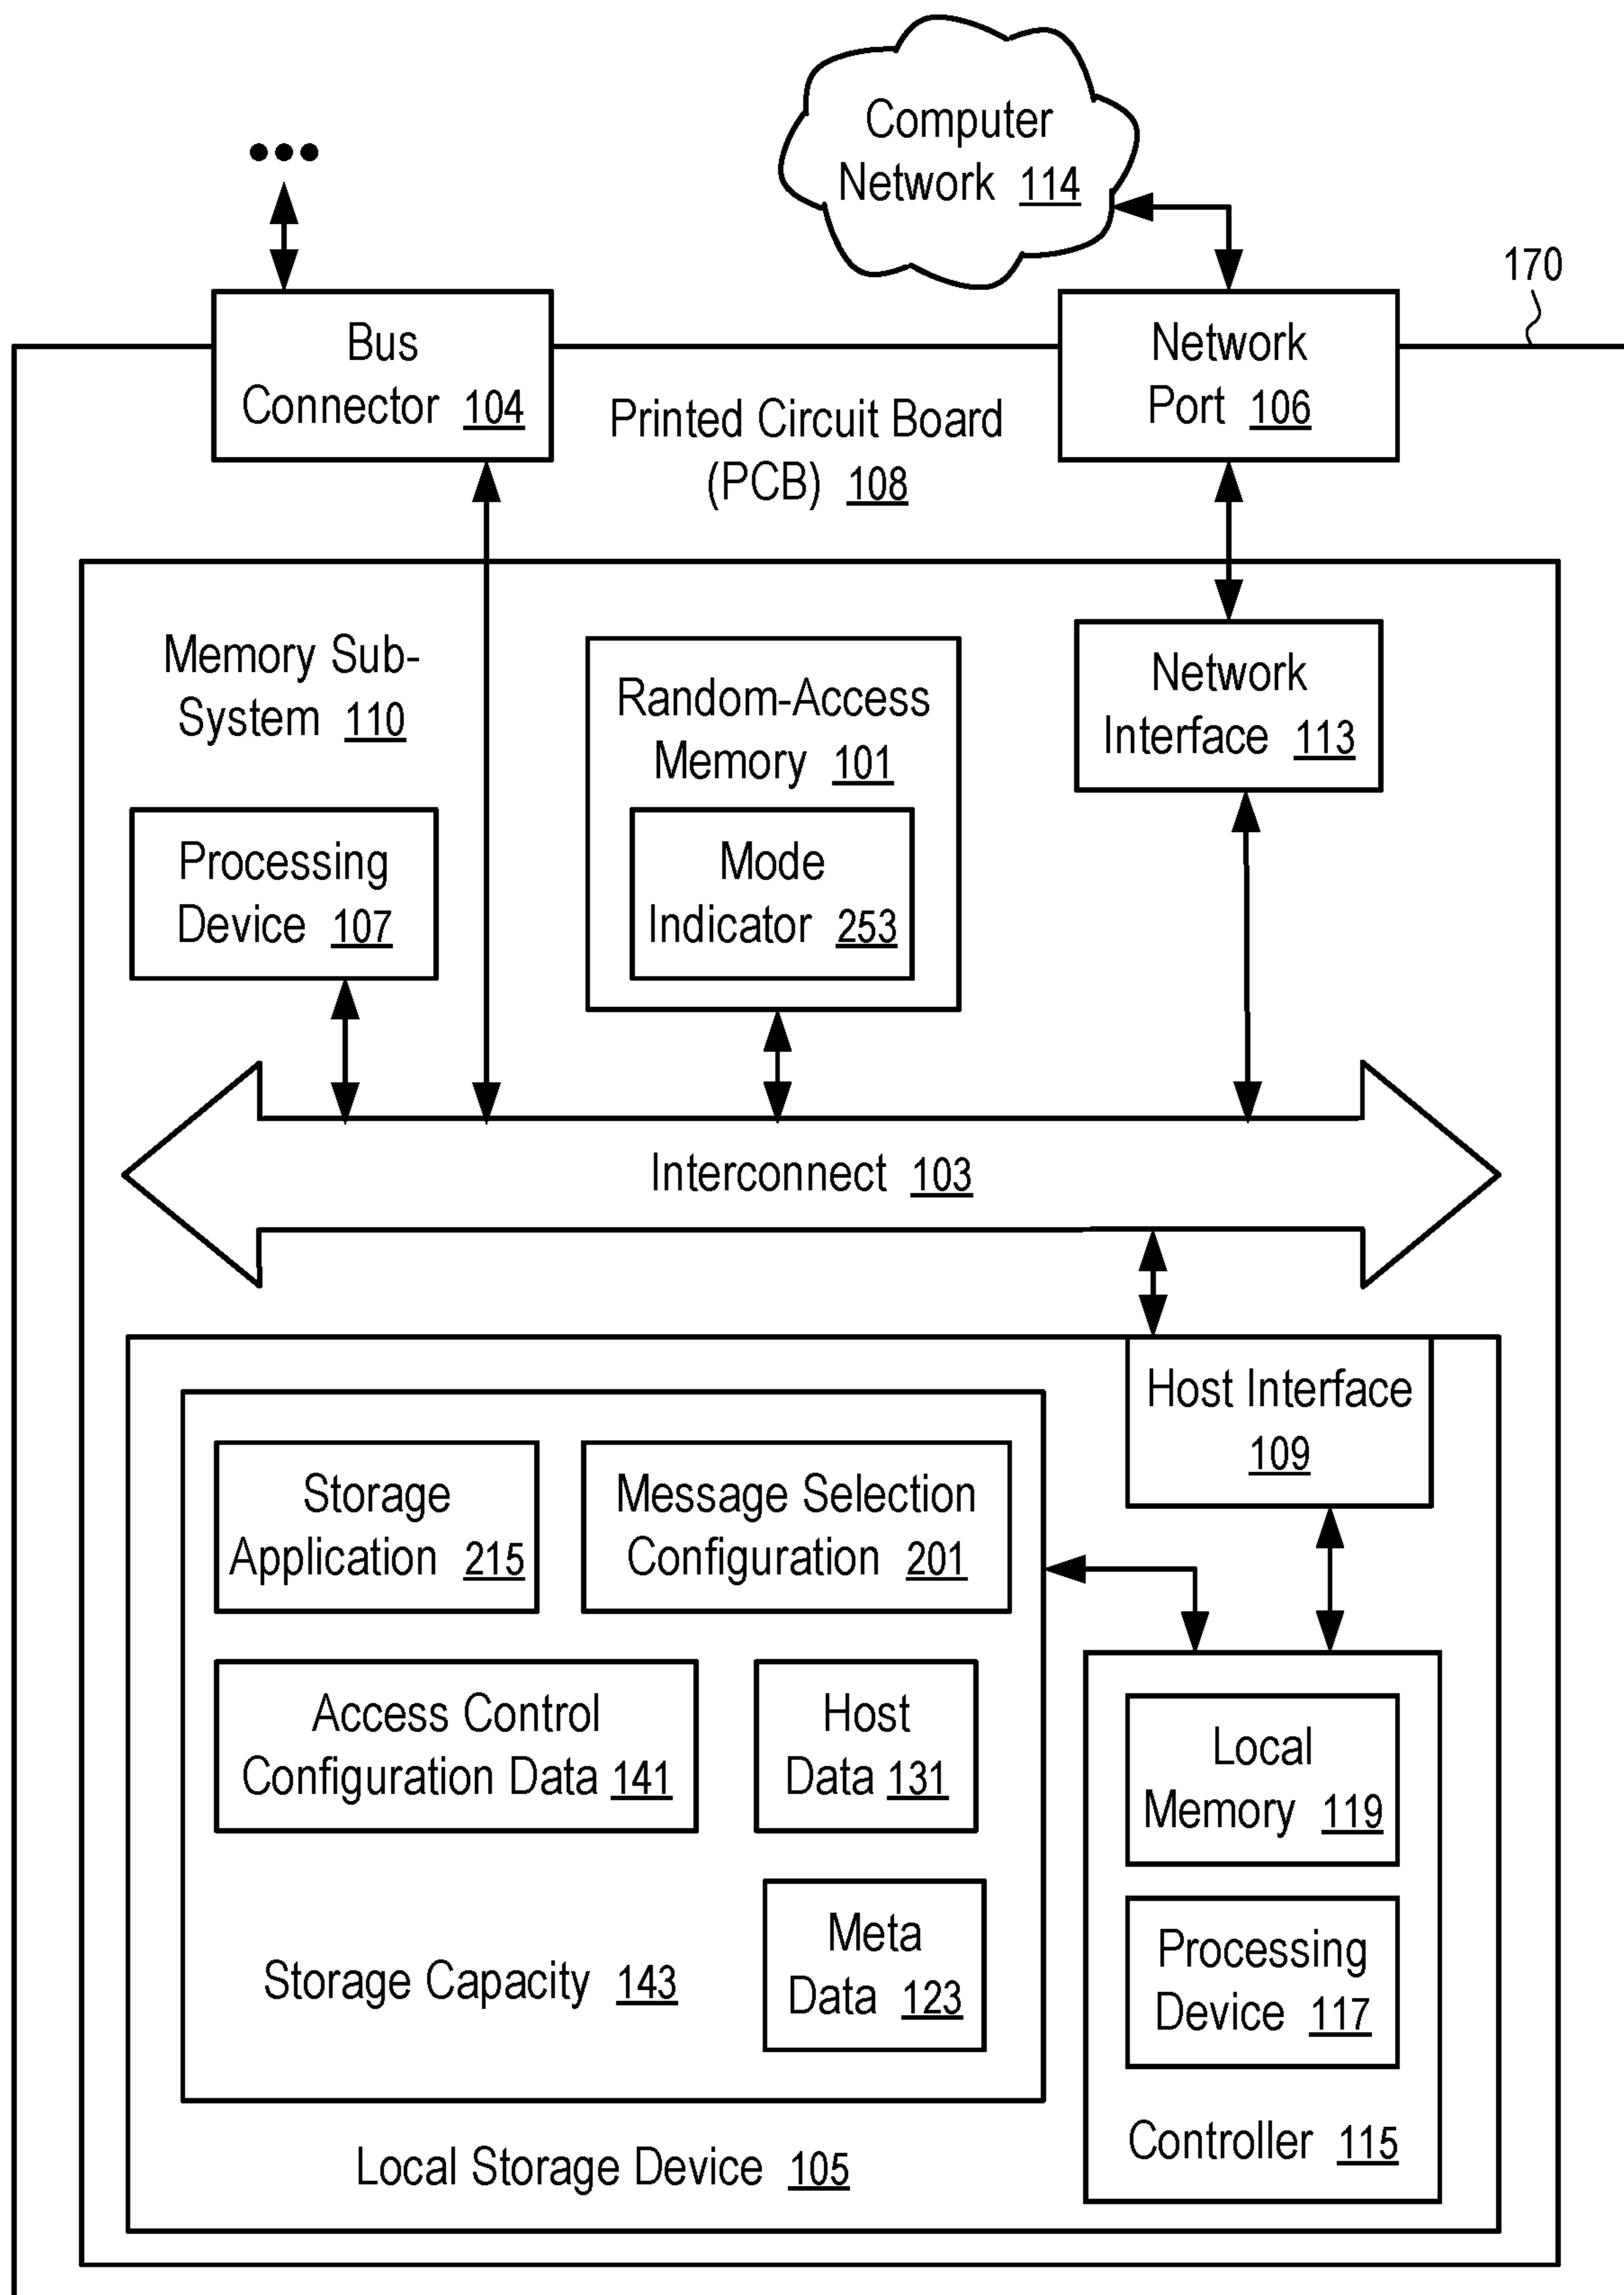 Computer
Network 114
170
Bus
Connector 104
Network
Port 106
Printed Circuit Board
(PCB) 108
Memory Sub-
System 110
Random-Access
Memory 101
Network
Interface 113
Processing
Device 107
Mode
Indicator 253
Interconnect 103
Host Interface
109
Storage
Application 215
Message Selection
Configuration 201
Access Control
Configuration Data 141
Host
Data 131
Local
Memory 119
Meta
Data 123
Storage Capacity 143
Processing
Device 117
Controller 115
Local Storage Device 105